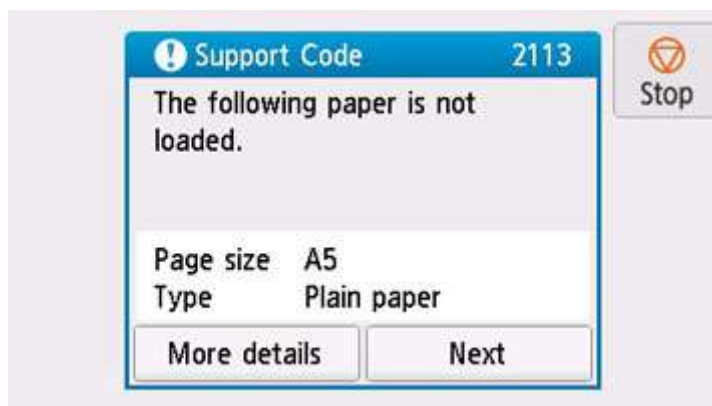 Support Code 2113
Stop
The following paper is not
loaded.
Page size A5
Type Plain paper
More details Next